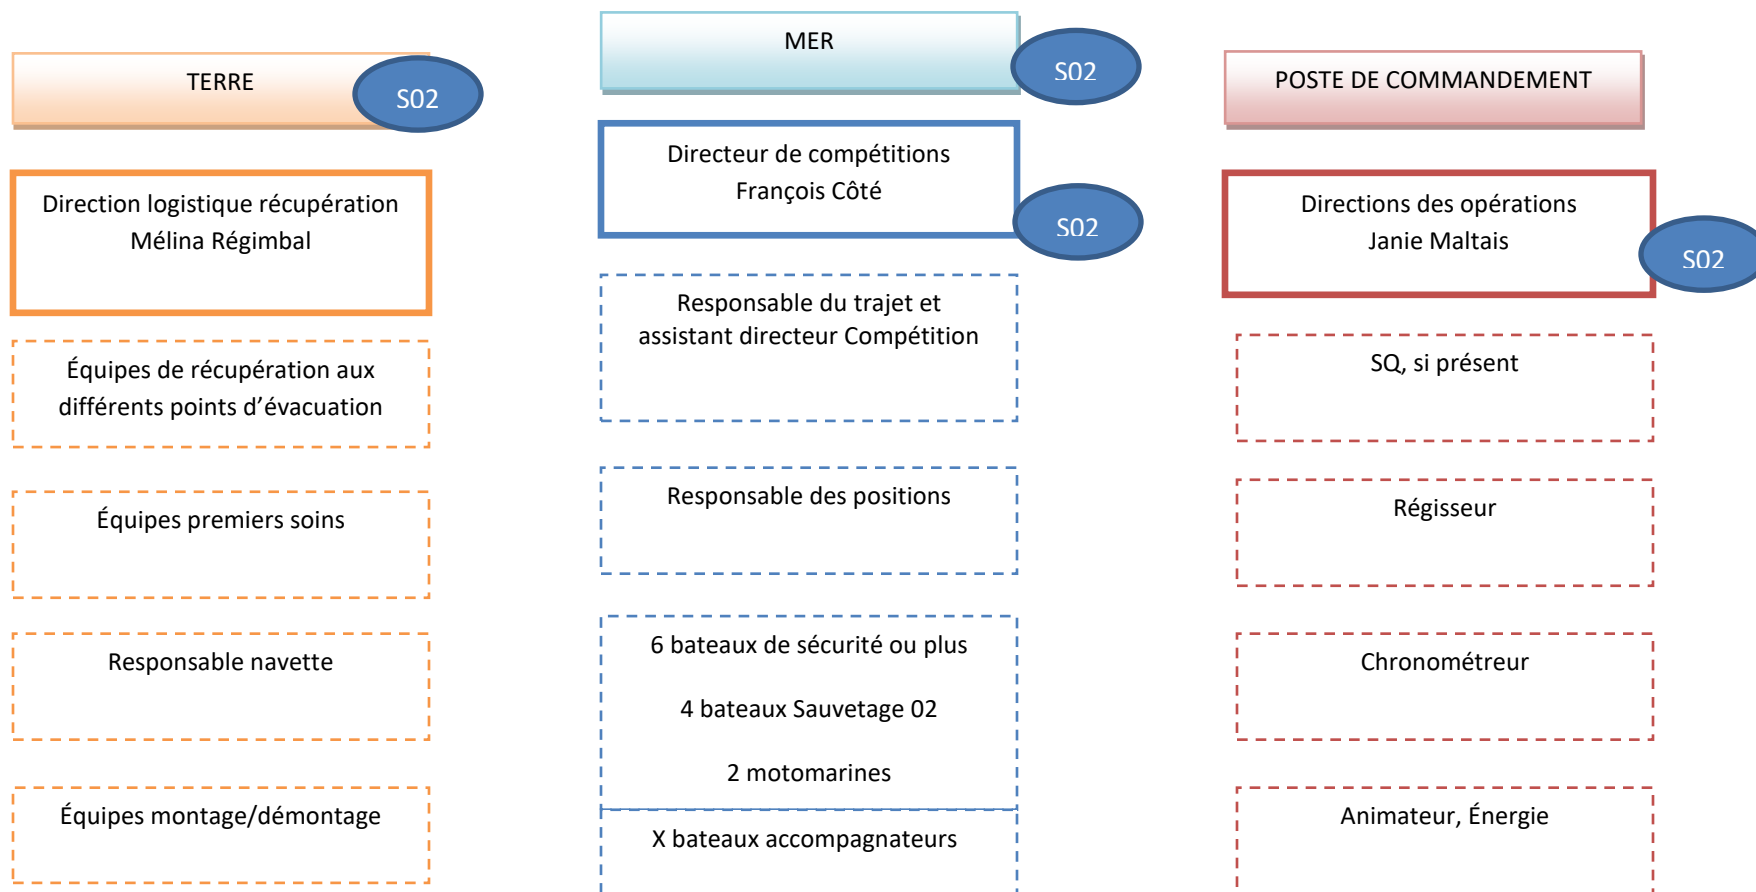 TERRE
S02
Direction logistique récupération
Mélina Régimbal
Équipes de récupération aux
différents points d’évacuation
Équipes premiers soins
Responsable navette
Équipes montage/démontage
MER
S02
Directeur de compétitions
François Côté
S02
Responsable du trajet et
assistant directeur Compétition
Responsable des positions
6 bateaux de sécurité ou plus
4 bateaux Sauvetage 02
2 motomarines
X bateaux accompagnateurs
POSTE DE COMMANDEMENT
Directions des opérations
Janie Maltais
S02
SQ, si présent
Régisseur
Chronométreur
Animateur, Énergie